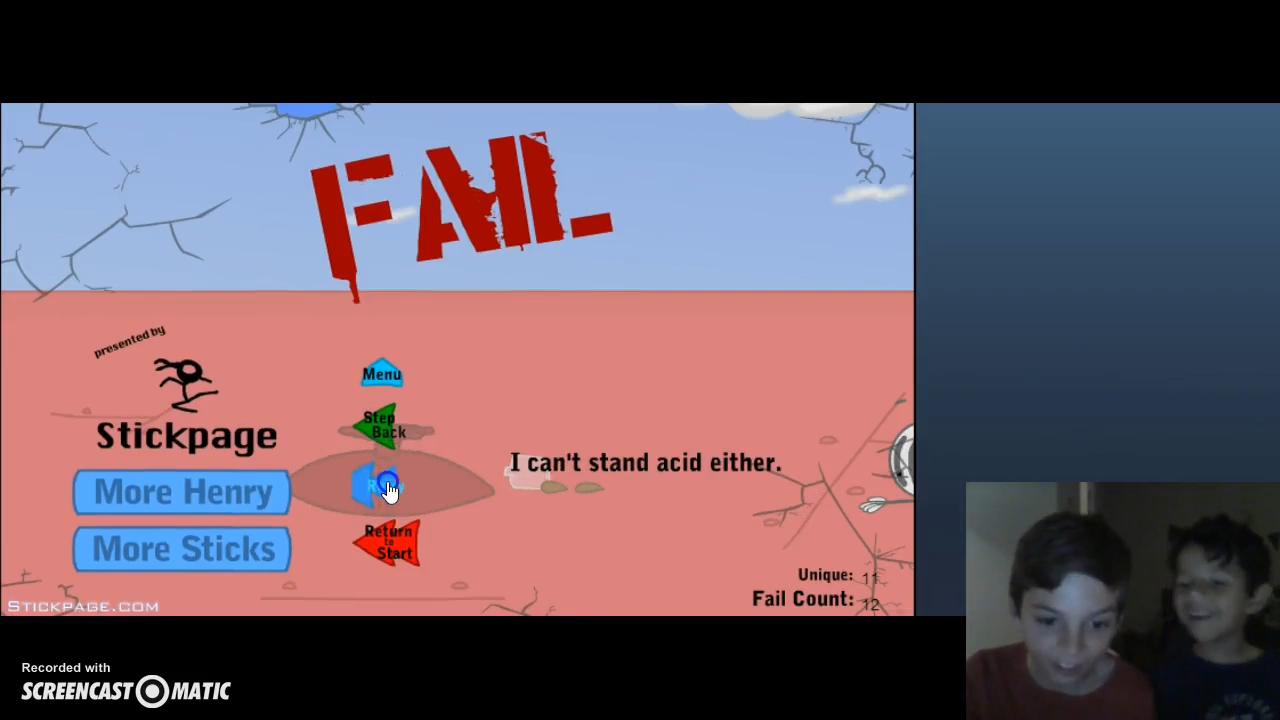 FAIL
presented by
Menu
Step
Back
Stickpage
I can't stand acid either.
More Henry
Return
to
Start
More Sticks
Unique: 11
Fail Count: 12
STICKPAGE.COM
Recorded with
SCREENCAST-O-MATIC